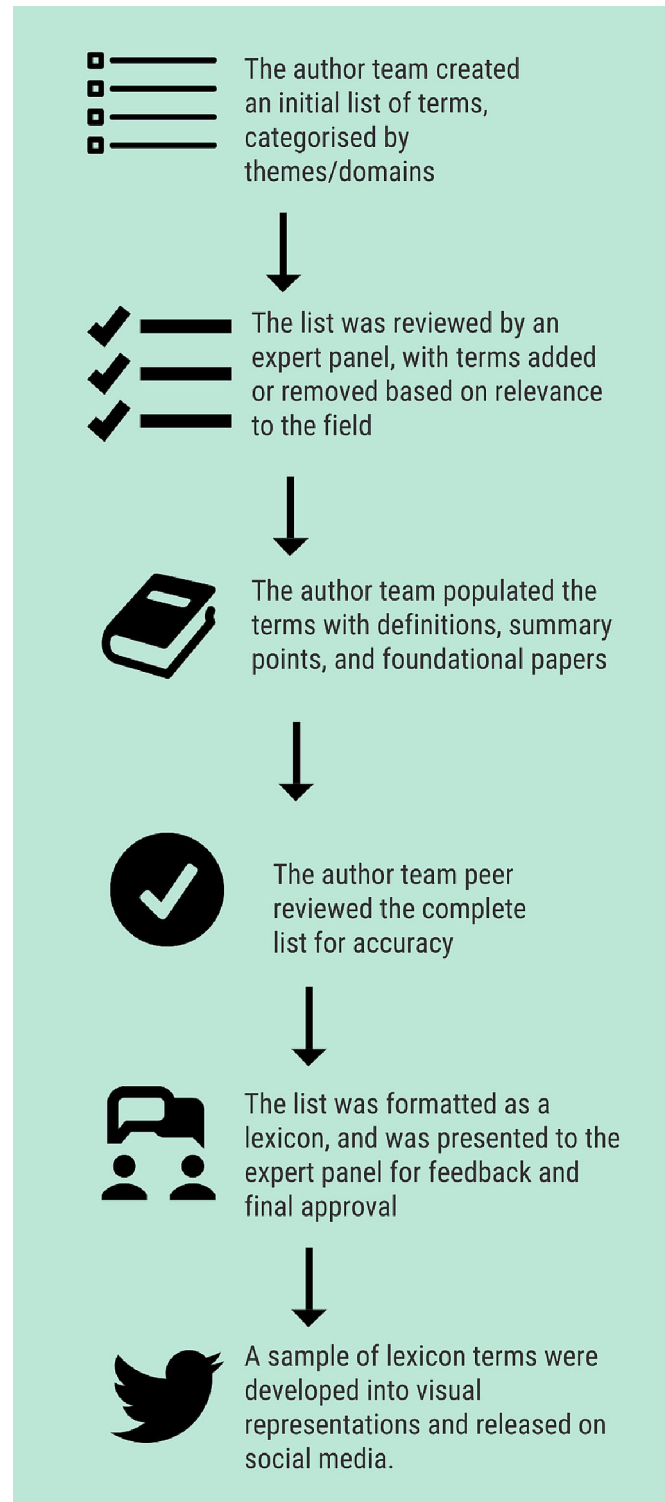 The author team created
an initial list of terms,
categorised by
themes/domains
The list was reviewed by an
expert panel, with terms added
or removed based on relevance
to the field
The author team populated the
terms with definitions, summary
points, and foundational papers
The author team peer
reviewed the complete
list for accuracy
The list was formatted as a
lexicon, and was presented to the
expert panel for feedback and
final approval
A sample of lexicon terms were
developed into visual
representations and released on
social media.